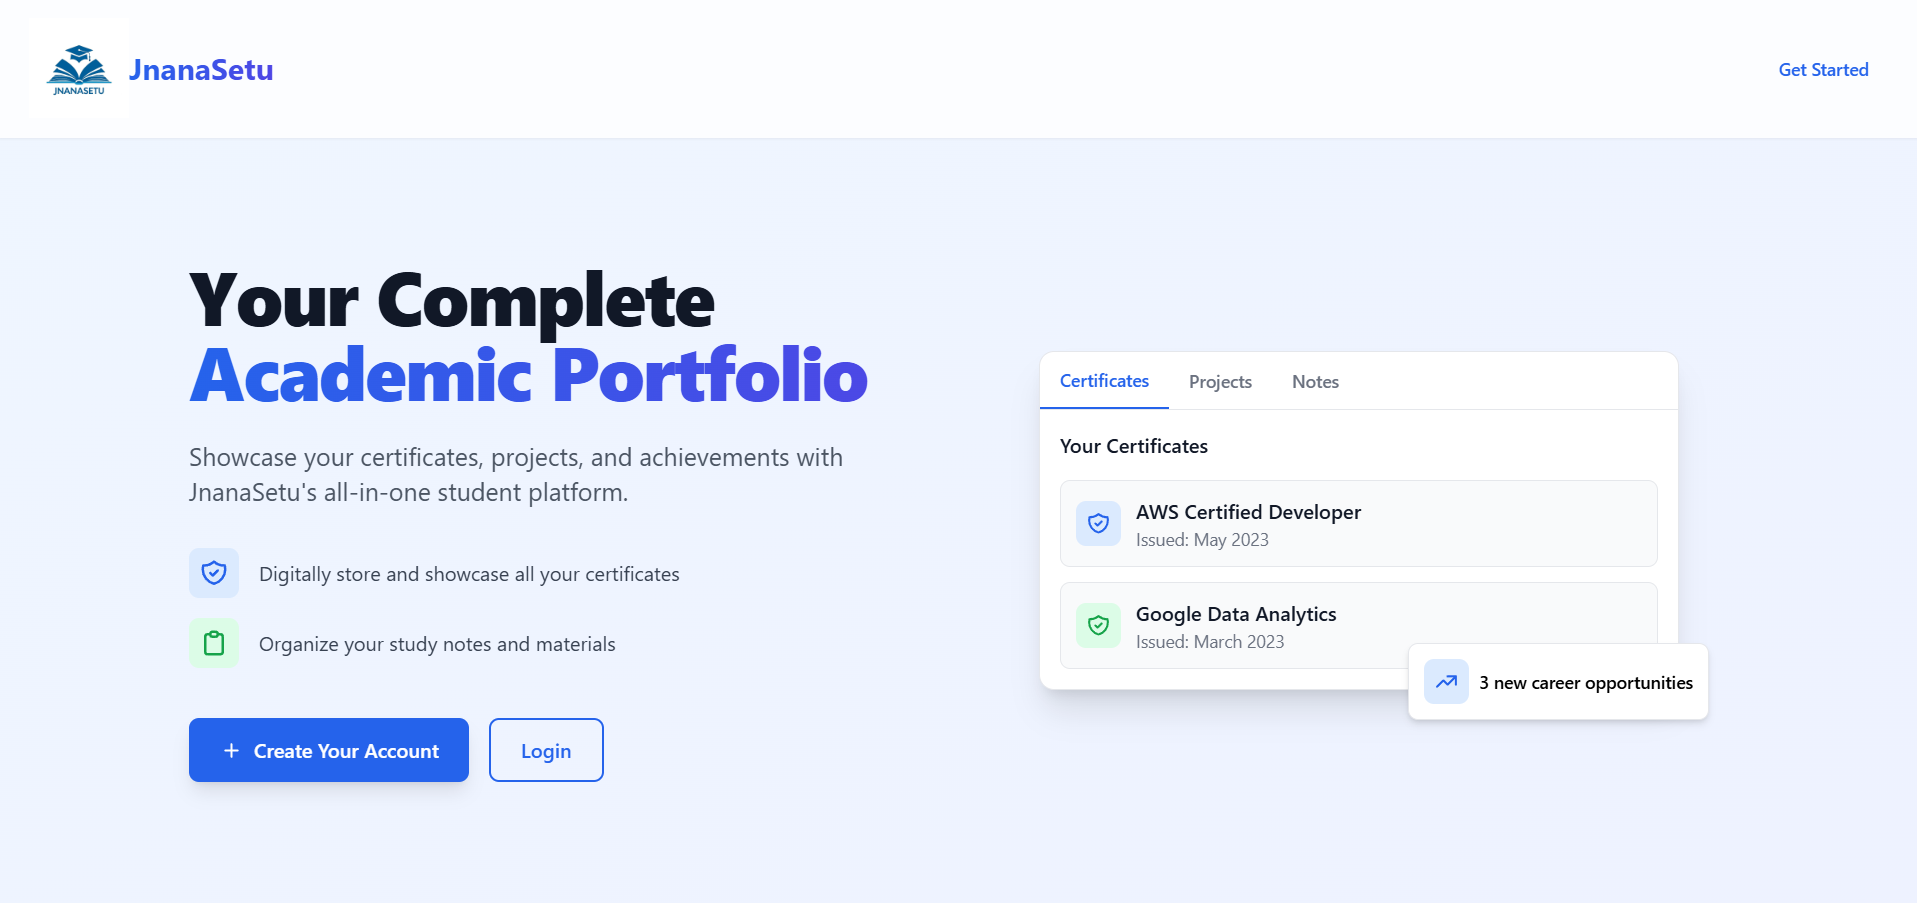 JNANASETU
JnanaSetu
Get Started
Your Complete
Academic Portfolio
Showcase your certificates, projects, and achievements with
JnanaSetu's all-in-one student platform.
Digitally store and showcase all your certificates
Organize your study notes and materials
+ Create Your Account
Login
Certificates
Projects
Notes
Your Certificates
AWS Certified Developer
Issued: May 2023
Google Data Analytics
Issued: March 2023
3 new career opportunities